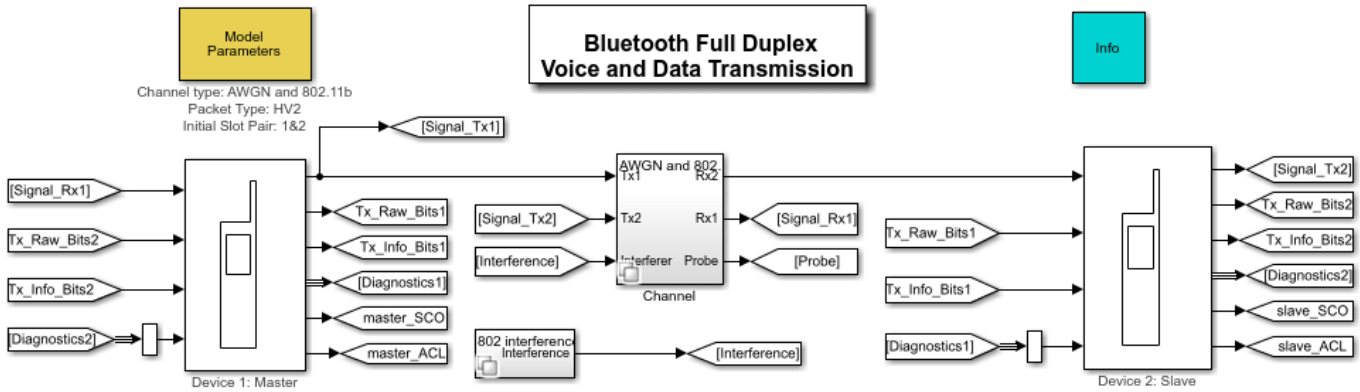 Model
Parameters
Channel type: AWGN and 802.11b
Packet Type: HV2
Initial Slot Pair: 1&2
Bluetooth Full Duplex
Voice and Data Transmission
Info
[Signal_Tx1]
[Signal_Rx1]
Tx_Raw_Bits2
Tx_Info_Bits2
[Diagnostics2]
Device 1: Master
Tx_Raw_Bits1
Tx_Info_Bits1
[Diagnostics1]
master_SCO
master_ACL
[Signal_Tx2]
[Interference]
AWGN and 802.
Tx1 Rx2
Tx2 Rx1
Interferer Probe
Channel
[Signal_Rx1]
[Probe]
802 interference
Interference
[Interference]
Tx_Raw_Bits1
Tx_Info_Bits1
[Diagnostics1]
Device 2: Slave
[Signal_Tx2]
Tx_Raw_Bits2
Tx_Info_Bits2
[Diagnostics2]
slave_SCO
slave_ACL